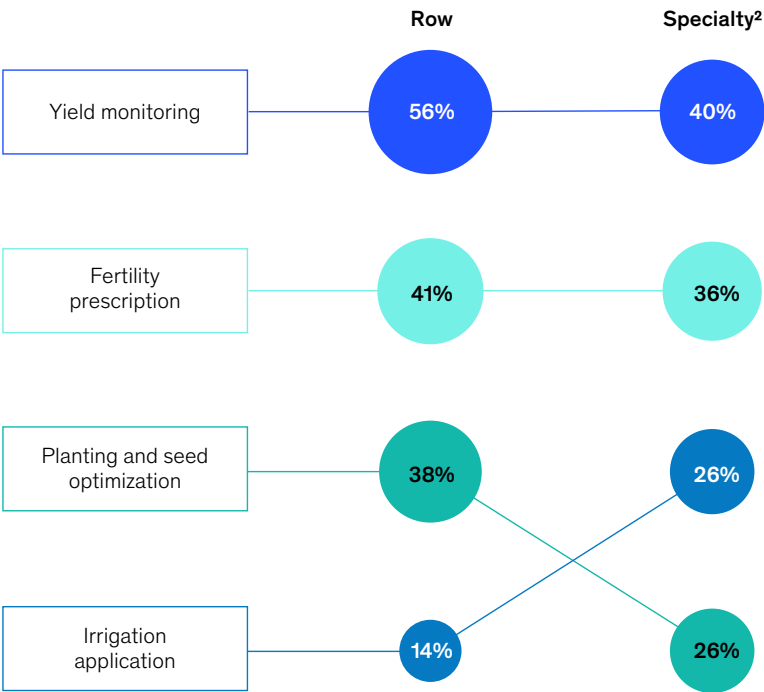 Row
Specialty²
Yield monitoring
56%
40%
Fertility
prescription
41%
36%
Planting and seed
optimization
38%
26%
Irrigation
application
14%
26%